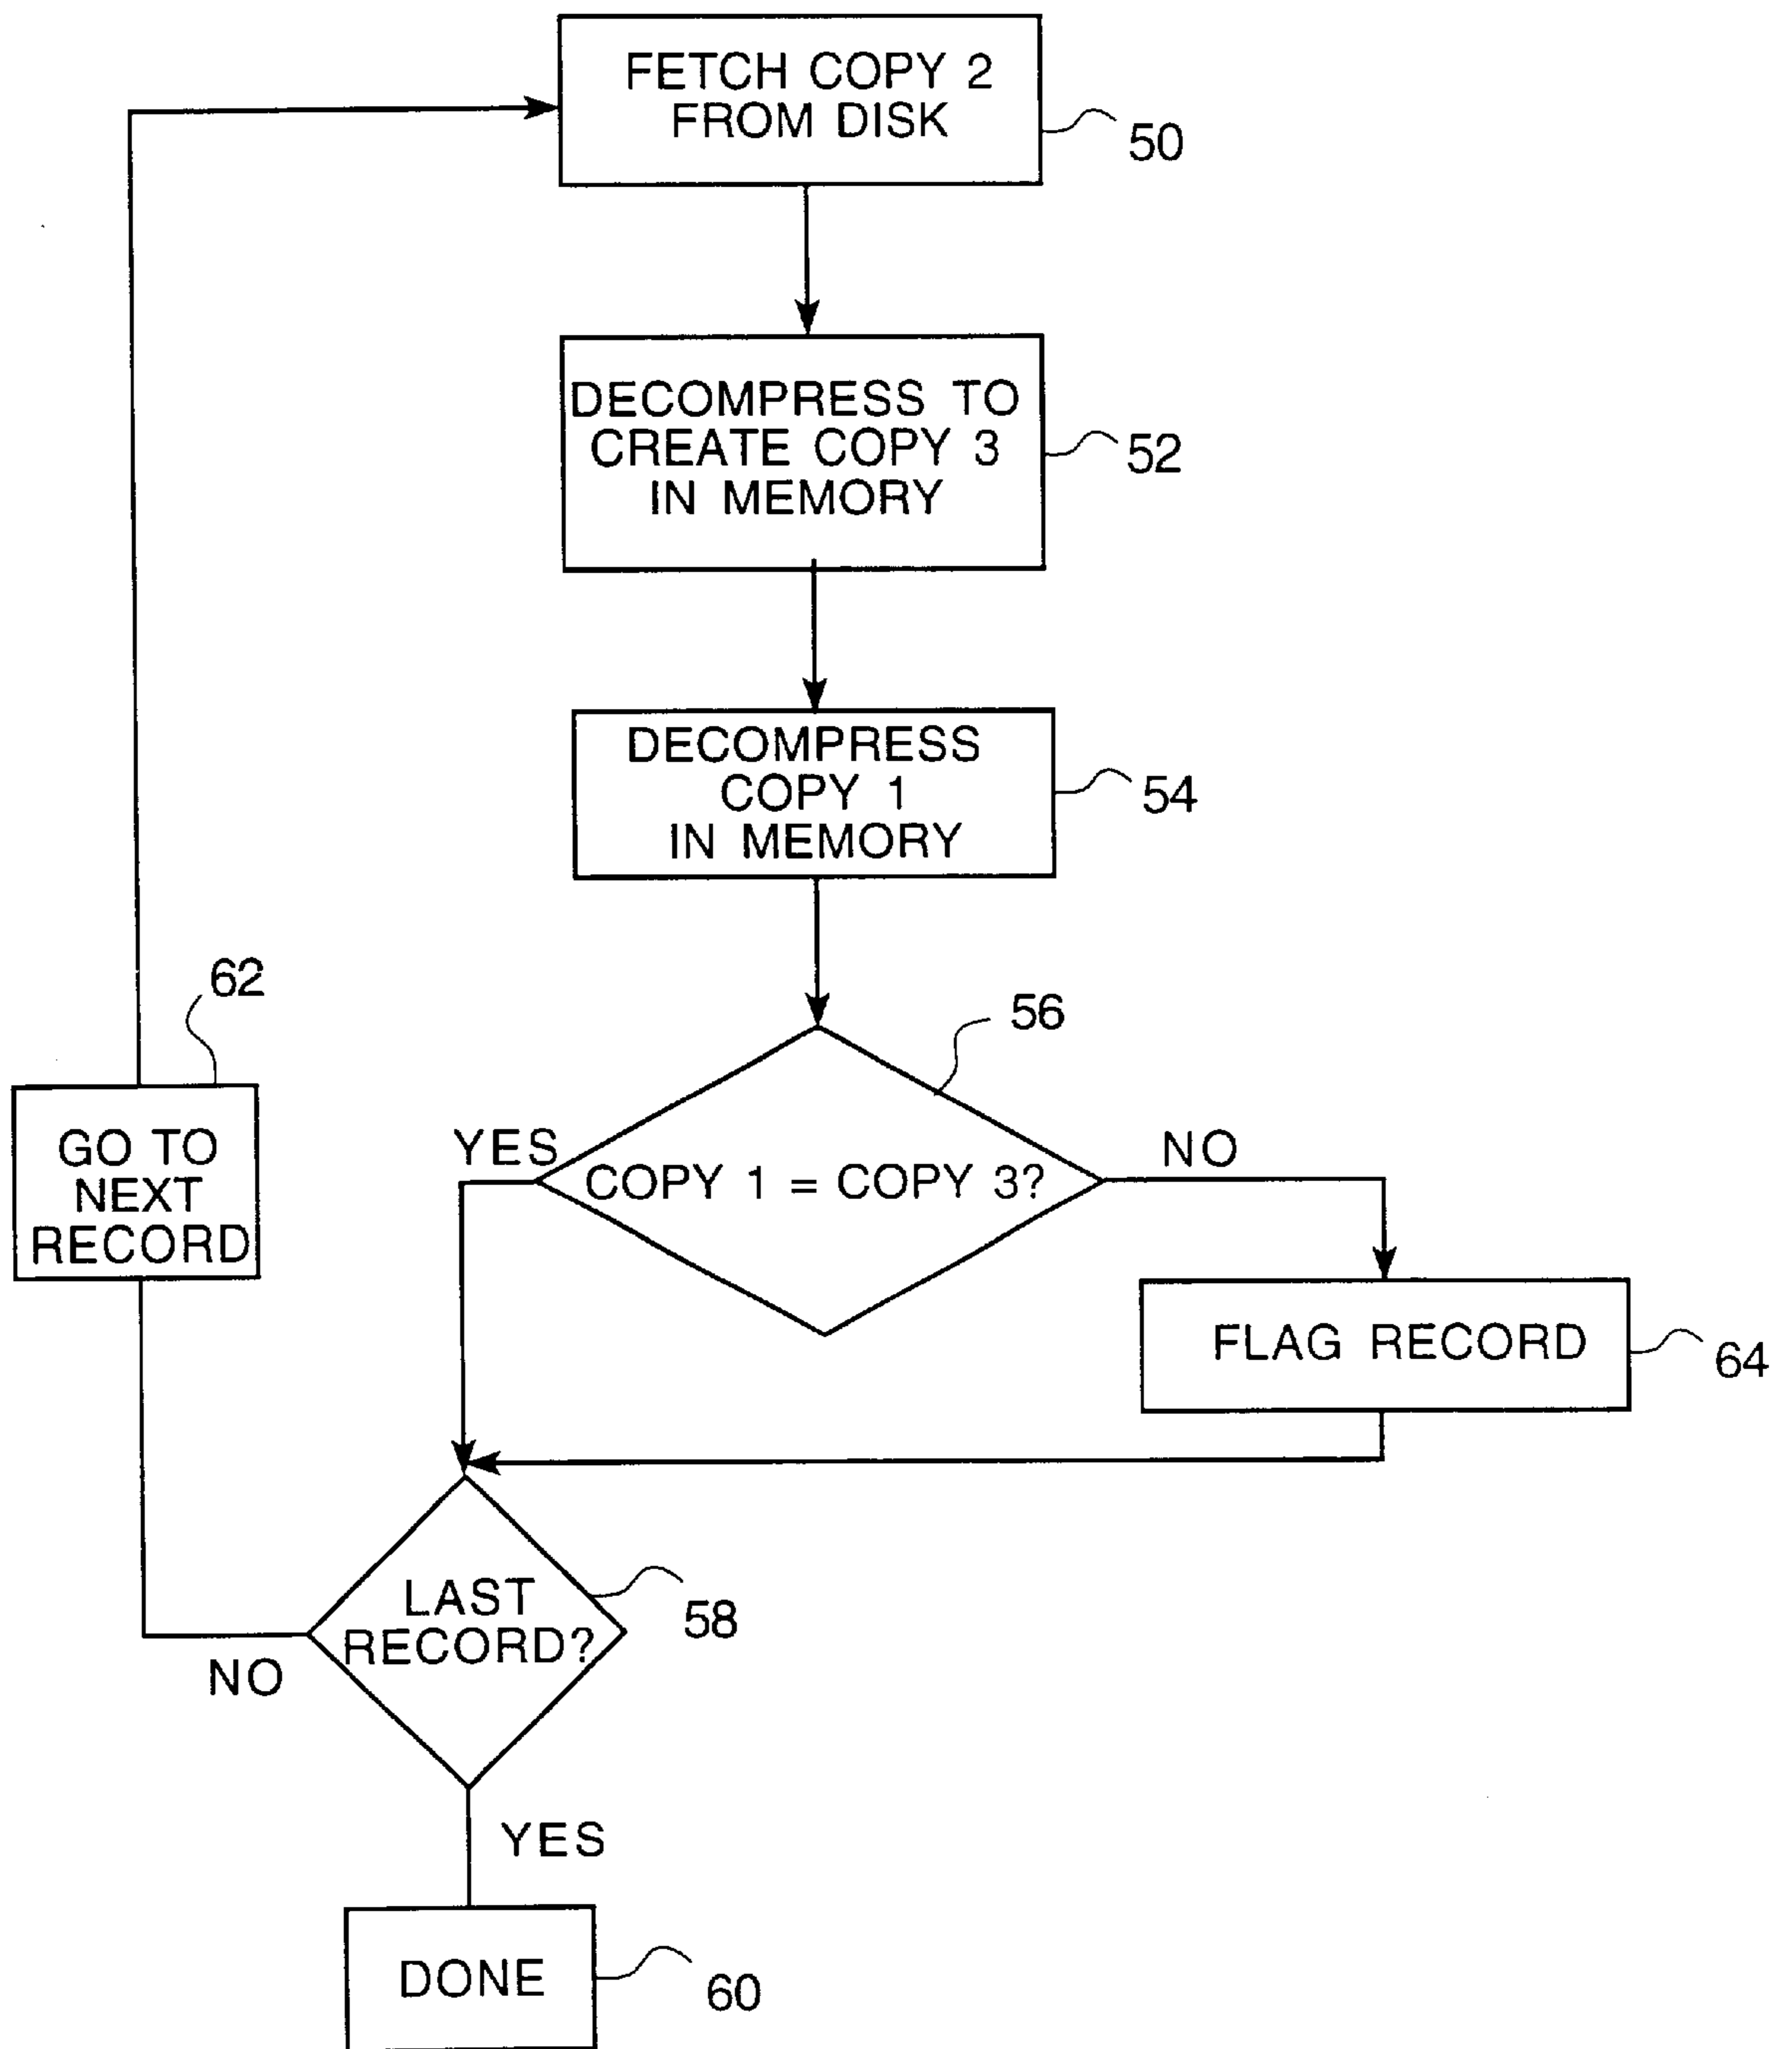 FETCH COPY 2
FROM DISK
50
DECOMPRESS TO
CREATE COPY 3
IN MEMORY
52
DECOMPRESS
COPY 1
IN MEMORY
54
62
56
GO TO
NEXT
RECORD
YES
COPY 1 = COPY 3?
NO
FLAG RECORD
64
LAST
RECORD?
58
NO
YES
DONE
60